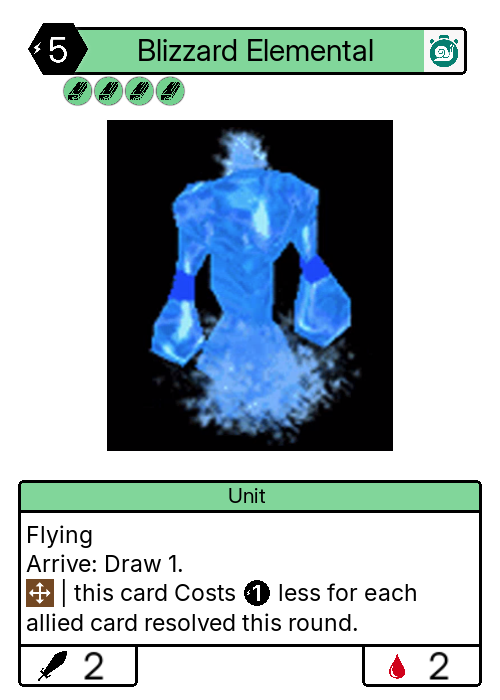 5
Blizzard Elemental
Unit
Flying
Arrive: Draw 1.
| this card Costs 1 less for each
allied card resolved this round.
2
2